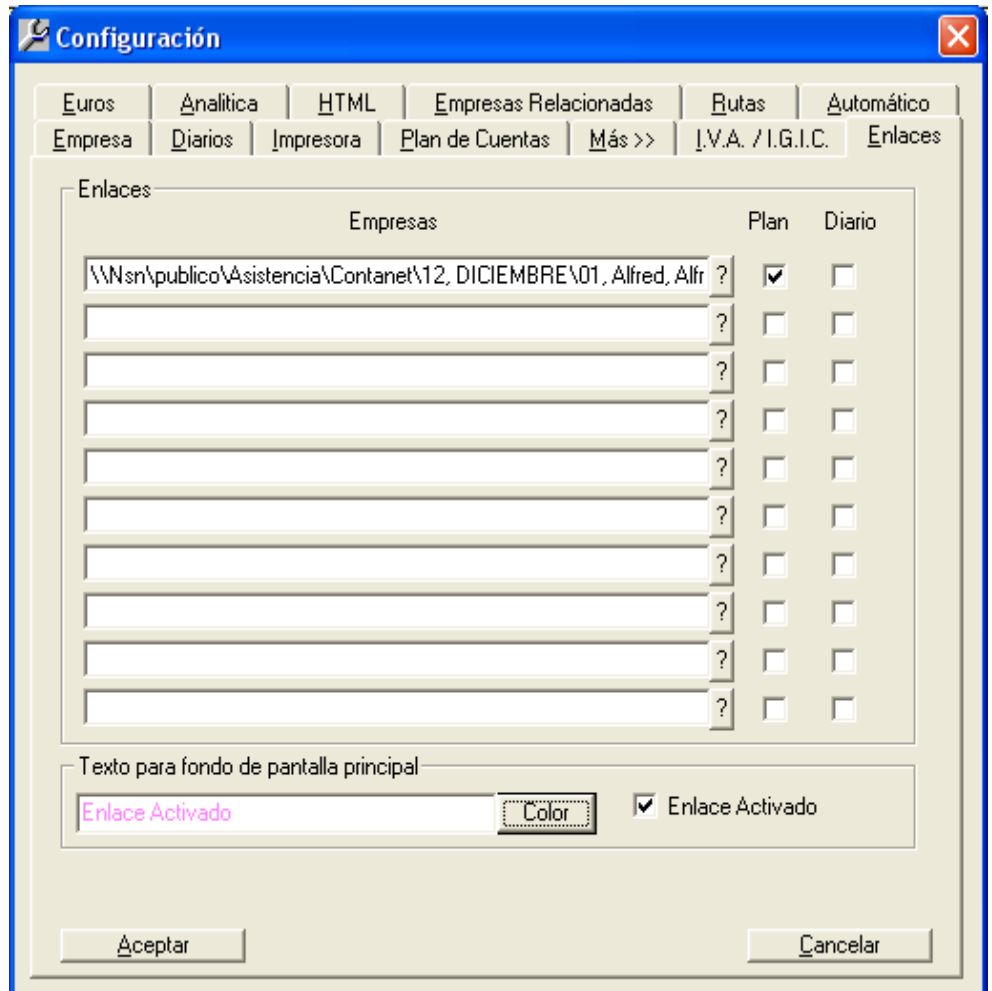 Configuración
Euros Analitica HTML Empresas Relacionadas Rutas Automático
Empresa Diarios Impresora Plan de Cuentas Más >> I.V.A. / I.G.I.C. Enlaces
Enlaces
Empresas Plan Diario
\\Nsn\publico\Asistencia\Contanet\12, DICIEMBRE\01, Alfred, Alfr ?
?
?
?
?
?
?
?
?
?
Texto para fondo de pantalla principal
Enlace Activado Color Enlace Activado
Aceptar Cancelar